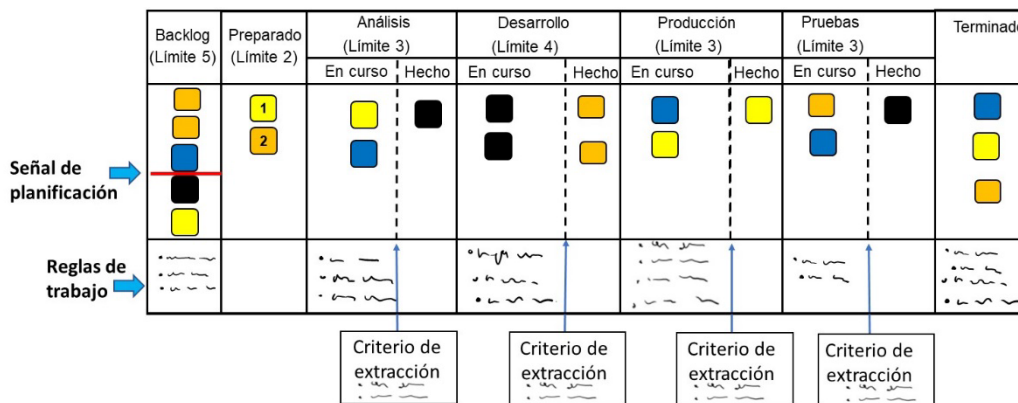 Backlog
(Límite 5)
Preparado
(Límite 2)
Análisis
(Límite 3)
Desarrollo
(Límite 4)
Producción
(Límite 3)
Pruebas
(Límite 3)
Terminado
En curso
Hecho
En curso
Hecho
En curso
Hecho
En curso
Hecho
1
2
Señal de
planificación
Reglas de
trabajo
Criterio de
extracción
Criterio de
extracción
Criterio de
extracción
Criterio de
extracción